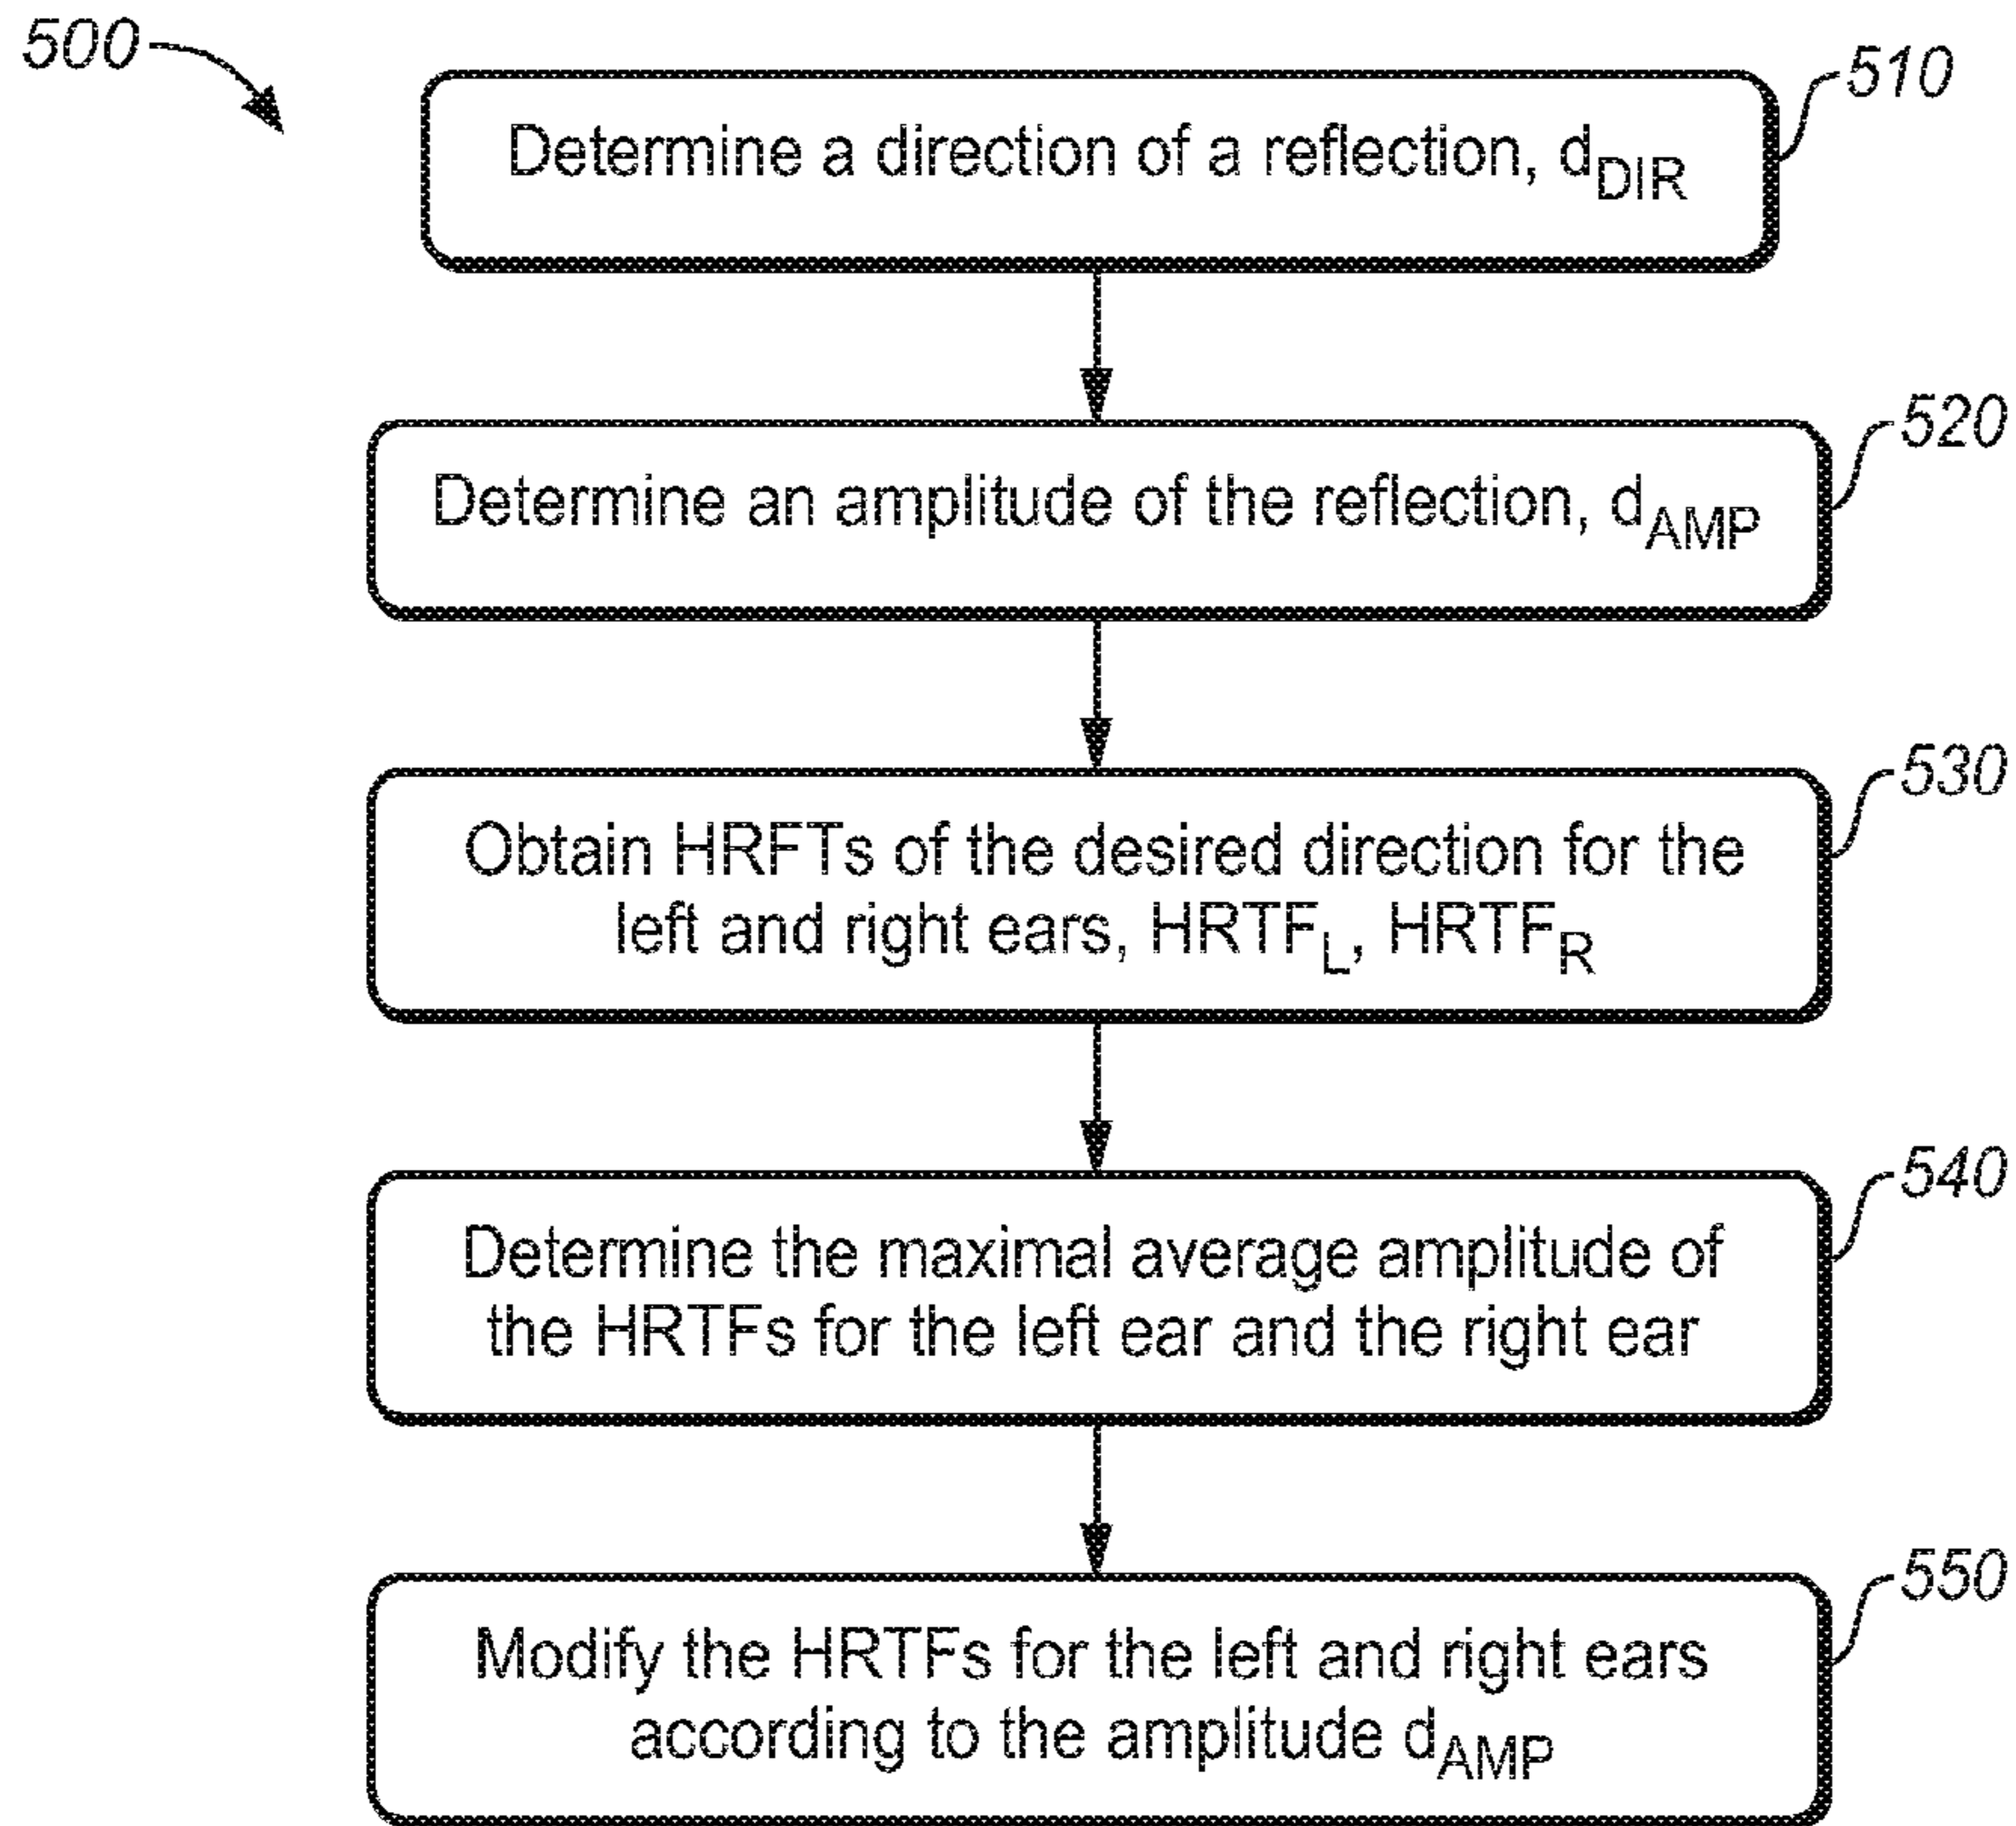 500
510
Determine a direction of a reflection, dDIR
520
Determine an amplitude of the reflection, dAMP
530
Obtain HRFTs of the desired direction for the
left and right ears, HRTFL, HRTFR
540
Determine the maximal average amplitude of
the HRTFs for the left ear and the right ear
550
Modify the HRTFs for the left and right ears
according to the amplitude dAMP